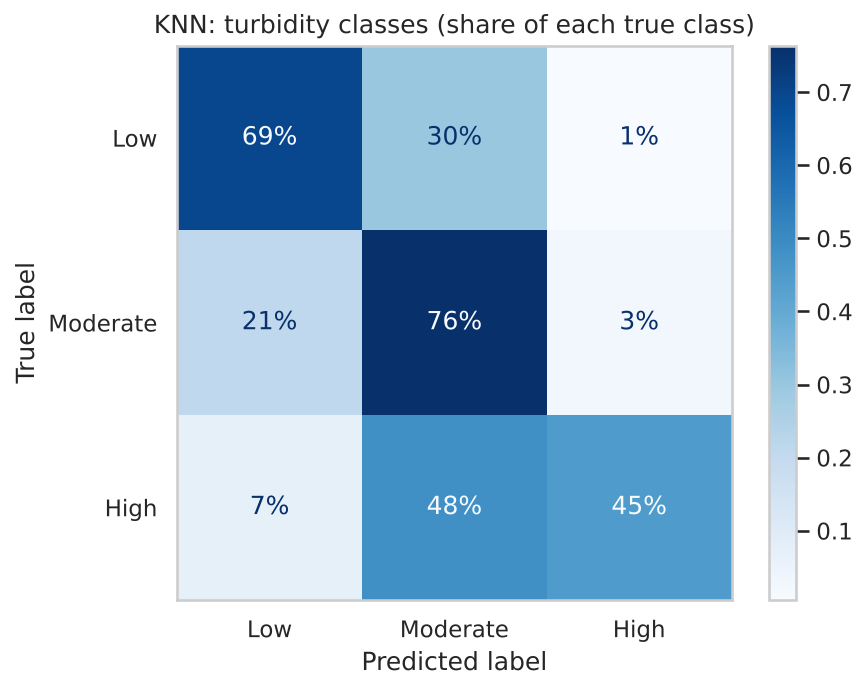 KNN: turbidity classes (share of each true class)
True label
Low
69%
30%
1%
Moderate
21%
76%
3%
High
7%
48%
45%
Low
Moderate
High
Predicted label
0.7
0.6
0.5
0.4
0.3
0.2
0.1